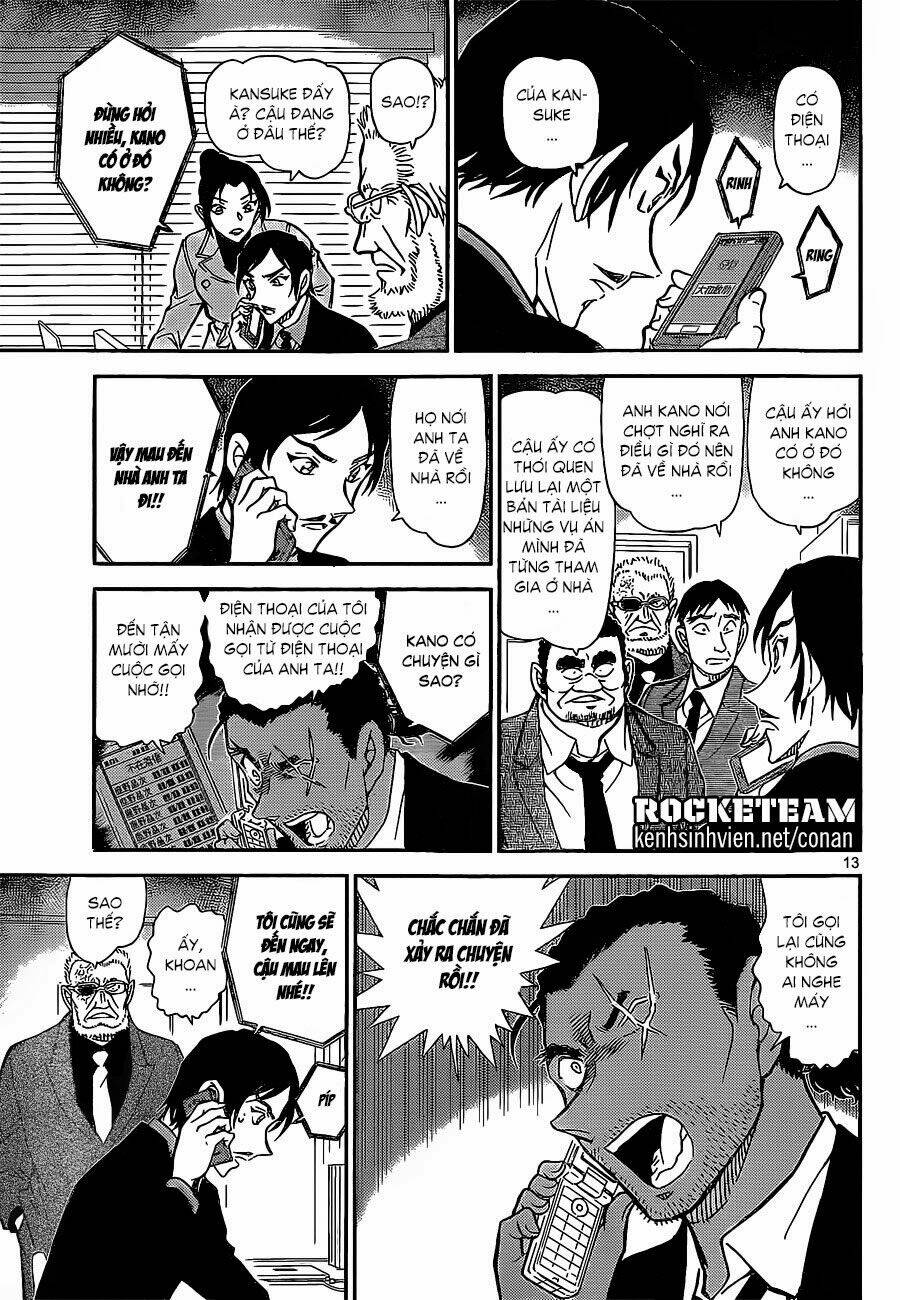 CÓ
ĐIỆN
THOẠI
...
RINH
RING
CỦA KAN-
SUKE
...
SAO!?
KANSUKE ĐẤY
À? CẬU ĐANG
Ở ĐÂU THẾ?
ĐỪNG HỎI
NHIỀU, KANO
CÓ Ở ĐÓ
KHÔNG?
CẬU ẤY HỎI
ANH KANO
CÓ Ở ĐÓ
KHÔNG
ANH KANO NÓI
CHỢT NGHĨ RA
ĐIỀU GÌ ĐÓ NÊN
ĐÃ VỀ NHÀ RỒI
...
CẬU ẤY CÓ
THÓI QUEN
LƯU LẠI MỘT
BẢN TÀI LIỆU
NHỮNG VỤ ÁN
MÌNH ĐÃ
TỪNG THAM
GIA Ở NHÀ
...
HỌ NÓI
ANH TA
ĐÃ VỀ
NHÀ RỒI
...
VẬY MAU ĐẾN
NHÀ ANH TA
ĐI!!
KANO CÓ
CHUYỆN GÌ
SAO?
ĐIỆN THOẠI CỦA TÔI
NHẬN ĐƯỢC CUỘC
GỌI TỪ ĐIỆN THOẠI
CỦA ANH TA!!
ĐẾN TẬN
MƯỜI MẤY
CUỘC GỌI
NHỠ!!
不在着信
ROCKETEAM
kenhsinhvien.net/conan
13
TÔI GỌI
LẠI CŨNG
KHÔNG
AI NGHE
MÁY
...
CHẮC CHẮN ĐÃ
XẢY RA CHUYỆN
RỒI!!
TÔI CŨNG SẼ
ĐẾN NGAY,
CẬU MAU LÊN
NHÉ!!
PÍP
ẤY,
KHOAN
...
SAO
THẾ?